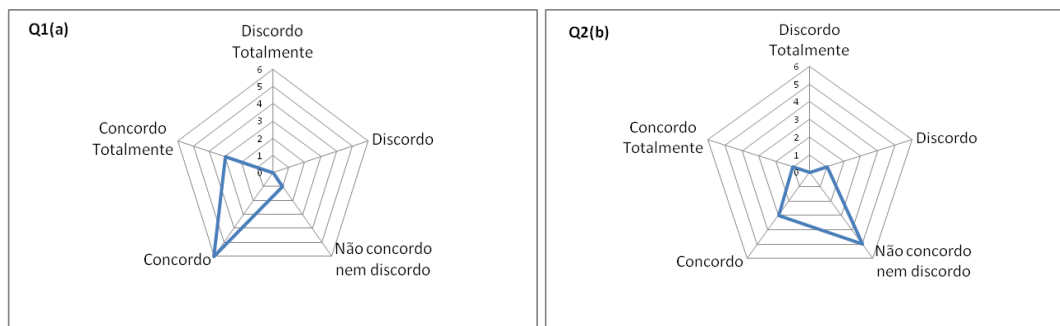 Q1(a)
Discordo
Totalmente
6
5
4
3
2
1
0
Discordo
Não concordo
nem discordo
Concordo
Concordo
Totalmente
Q2(b)
Discordo
Totalmente
6
5
4
3
2
1
0
Discordo
Não concordo
nem discordo
Concordo
Concordo
Totalmente